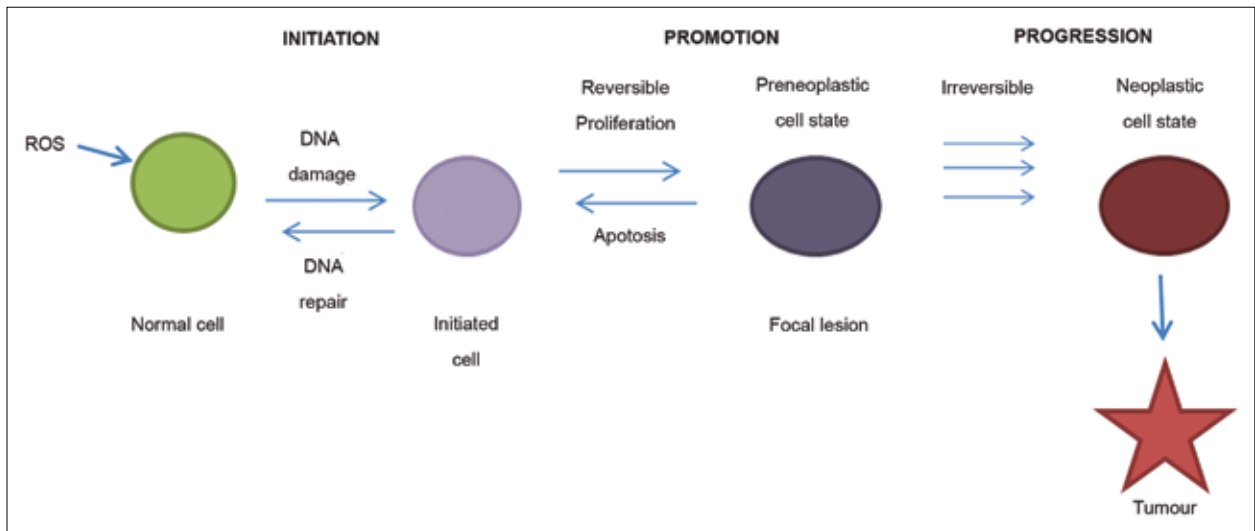 INITIATION
PROMOTION
PROGRESSION
ROS
DNA
damage
DNA
repair
Normal cell
Initiated
cell
Reversible
Proliferation
Apotosis
Preneoplastic
cell state
Focal lesion
Irreversible
Neoplastic
cell state
Tumour